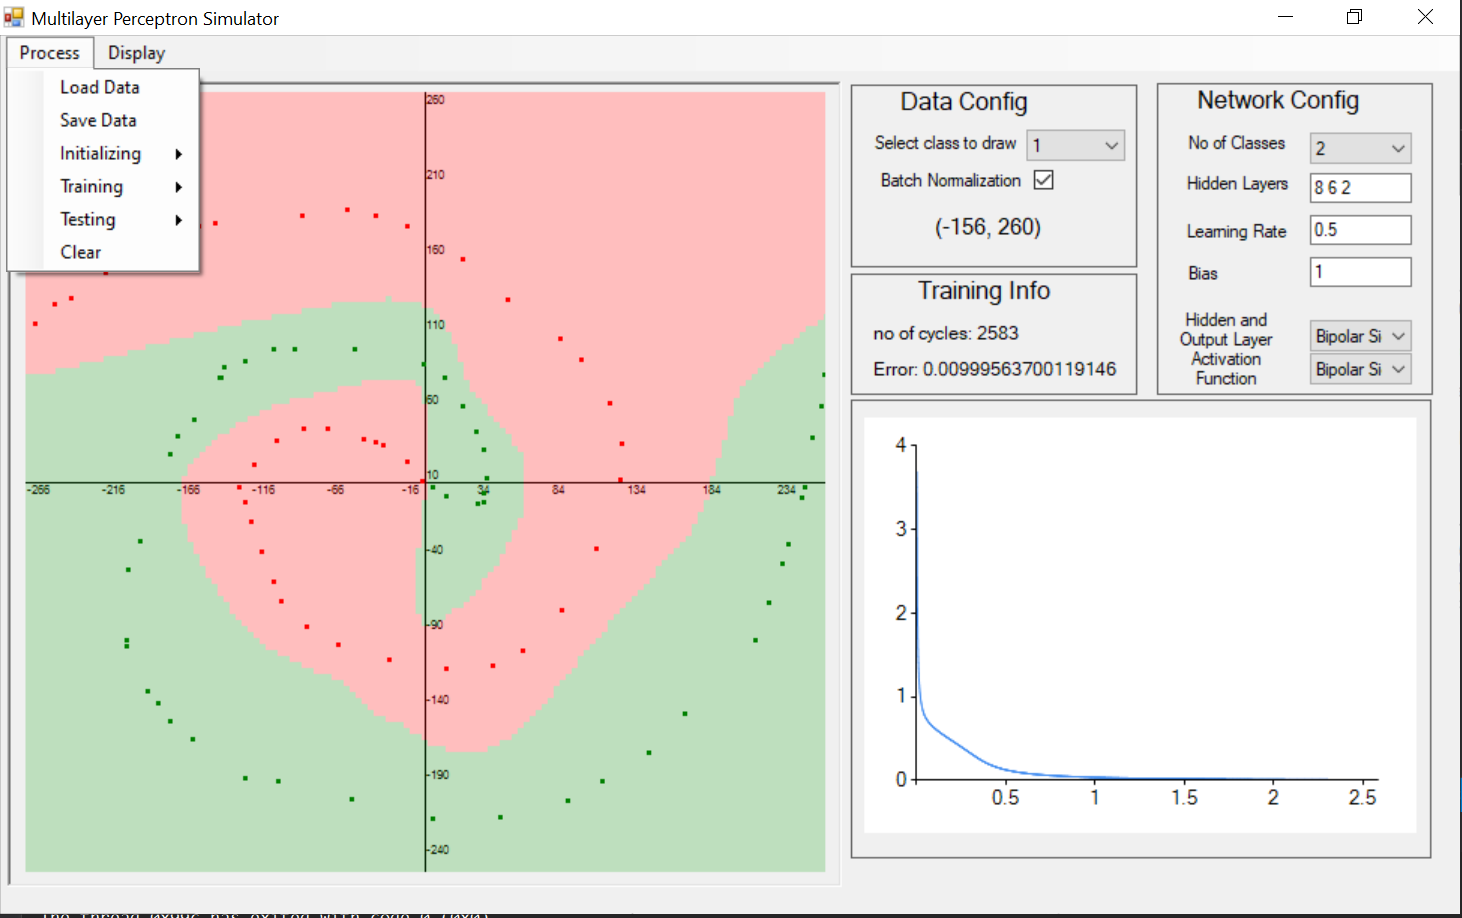 Multilayer Perceptron Simulator
Process Display
Load Data
Save Data
Initializing
Training
Testing
Clear
260
210
160
110
60
10
-40
-90
-140
-190
-240
-266 -216 -166 -116 -66 -16 34 84 134 184 234
Data Config
Select class to draw 1
Batch Normalization
(-156, 260)
Training Info
no of cycles: 2583
Error: 0.00999563700119146
Network Config
No of Classes 2
Hidden Layers 8 6 2
Learning Rate 0.5
Bias 1
Hidden and
Output Layer
Activation
Function
Bipolar Si
Bipolar Si
4
3
2
1
0
0.5 1 1.5 2 2.5